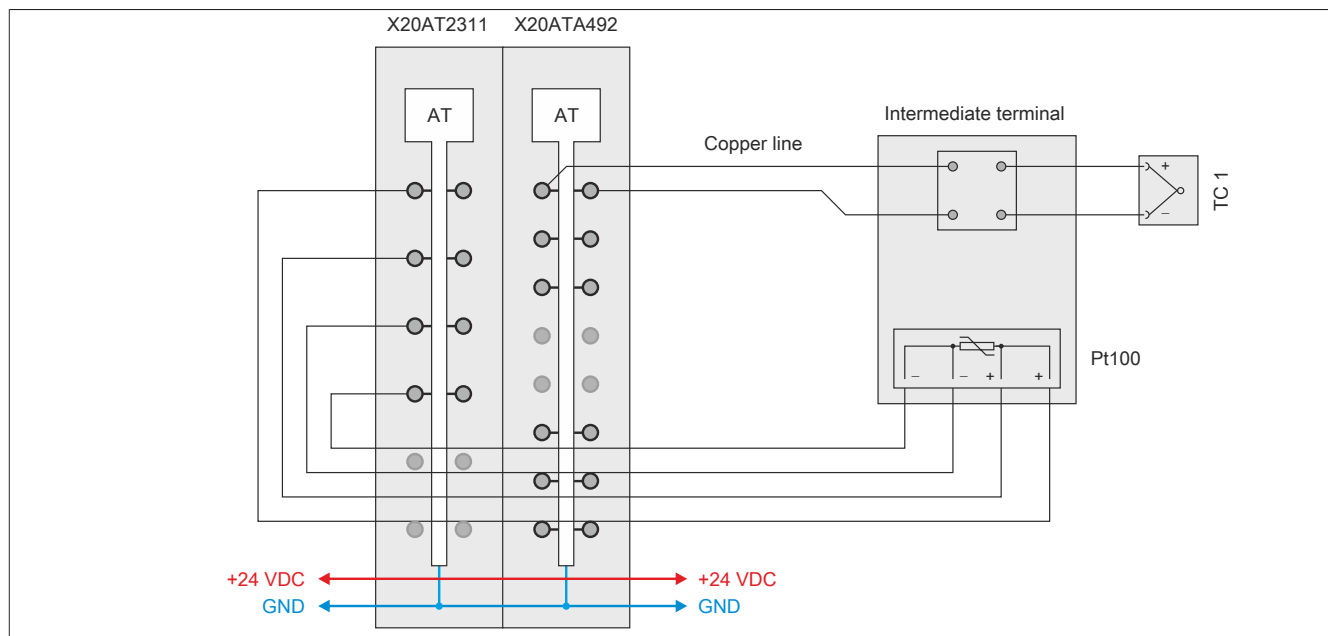 X20AT2311 X20ATA492
AT AT
Intermediate terminal
Copper line
+
−
TC 1
Pt100
− − + +
+24 VDC +24 VDC
GND GND